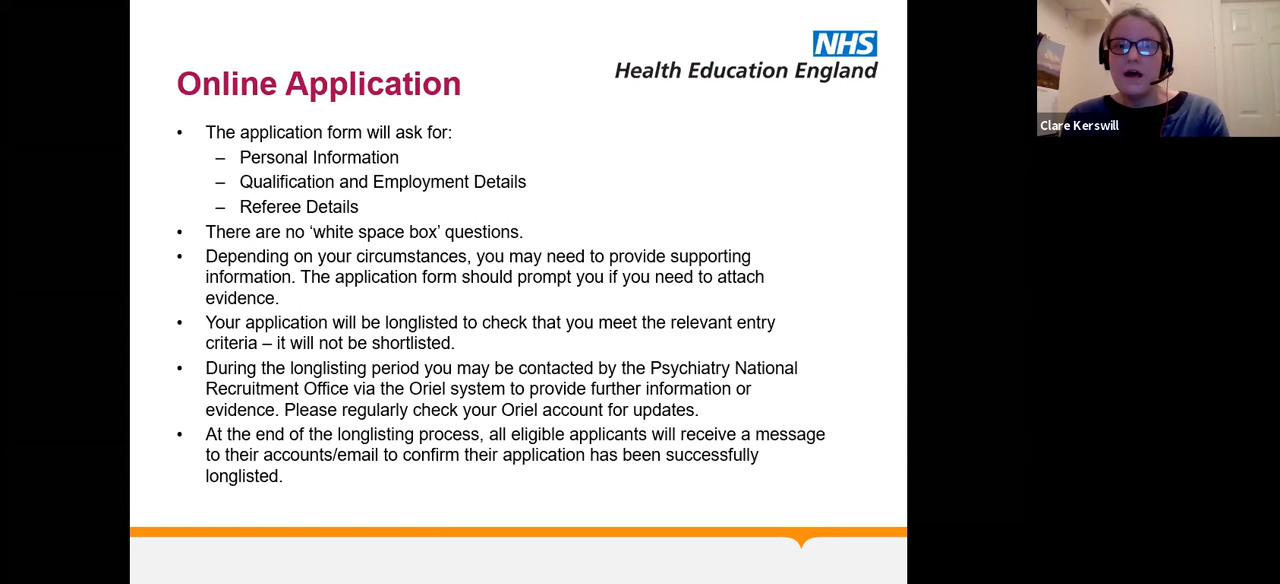 NHS
Health Education England
Online Application
• The application form will ask for:
– Personal Information
– Qualification and Employment Details
– Referee Details
• There are no ‘white space box’ questions.
• Depending on your circumstances, you may need to provide supporting
information. The application form should prompt you if you need to attach
evidence.
• Your application will be longlisted to check that you meet the relevant entry
criteria – it will not be shortlisted.
• During the longlisting period you may be contacted by the Psychiatry National
Recruitment Office via the Oriel system to provide further information or
evidence. Please regularly check your Oriel account for updates.
• At the end of the longlisting process, all eligible applicants will receive a message
to their accounts/email to confirm their application has been successfully
longlisted.
Clare Kerswill